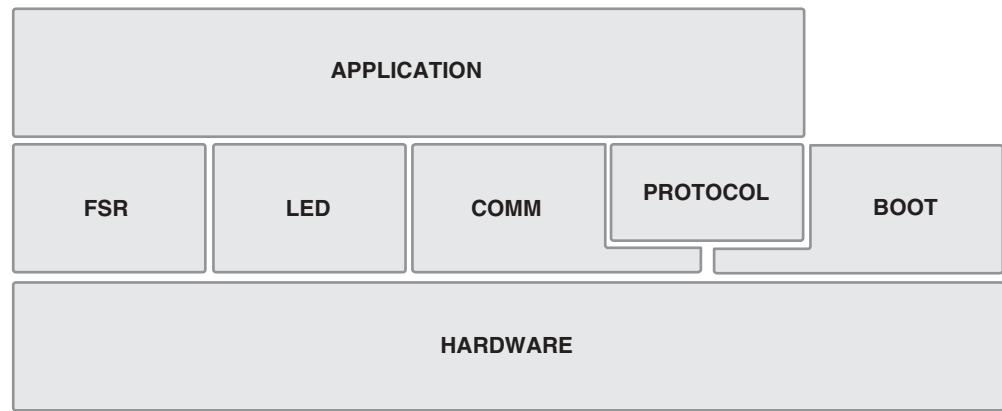 APPLICATION
FSR
LED
COMM
PROTOCOL
BOOT
HARDWARE